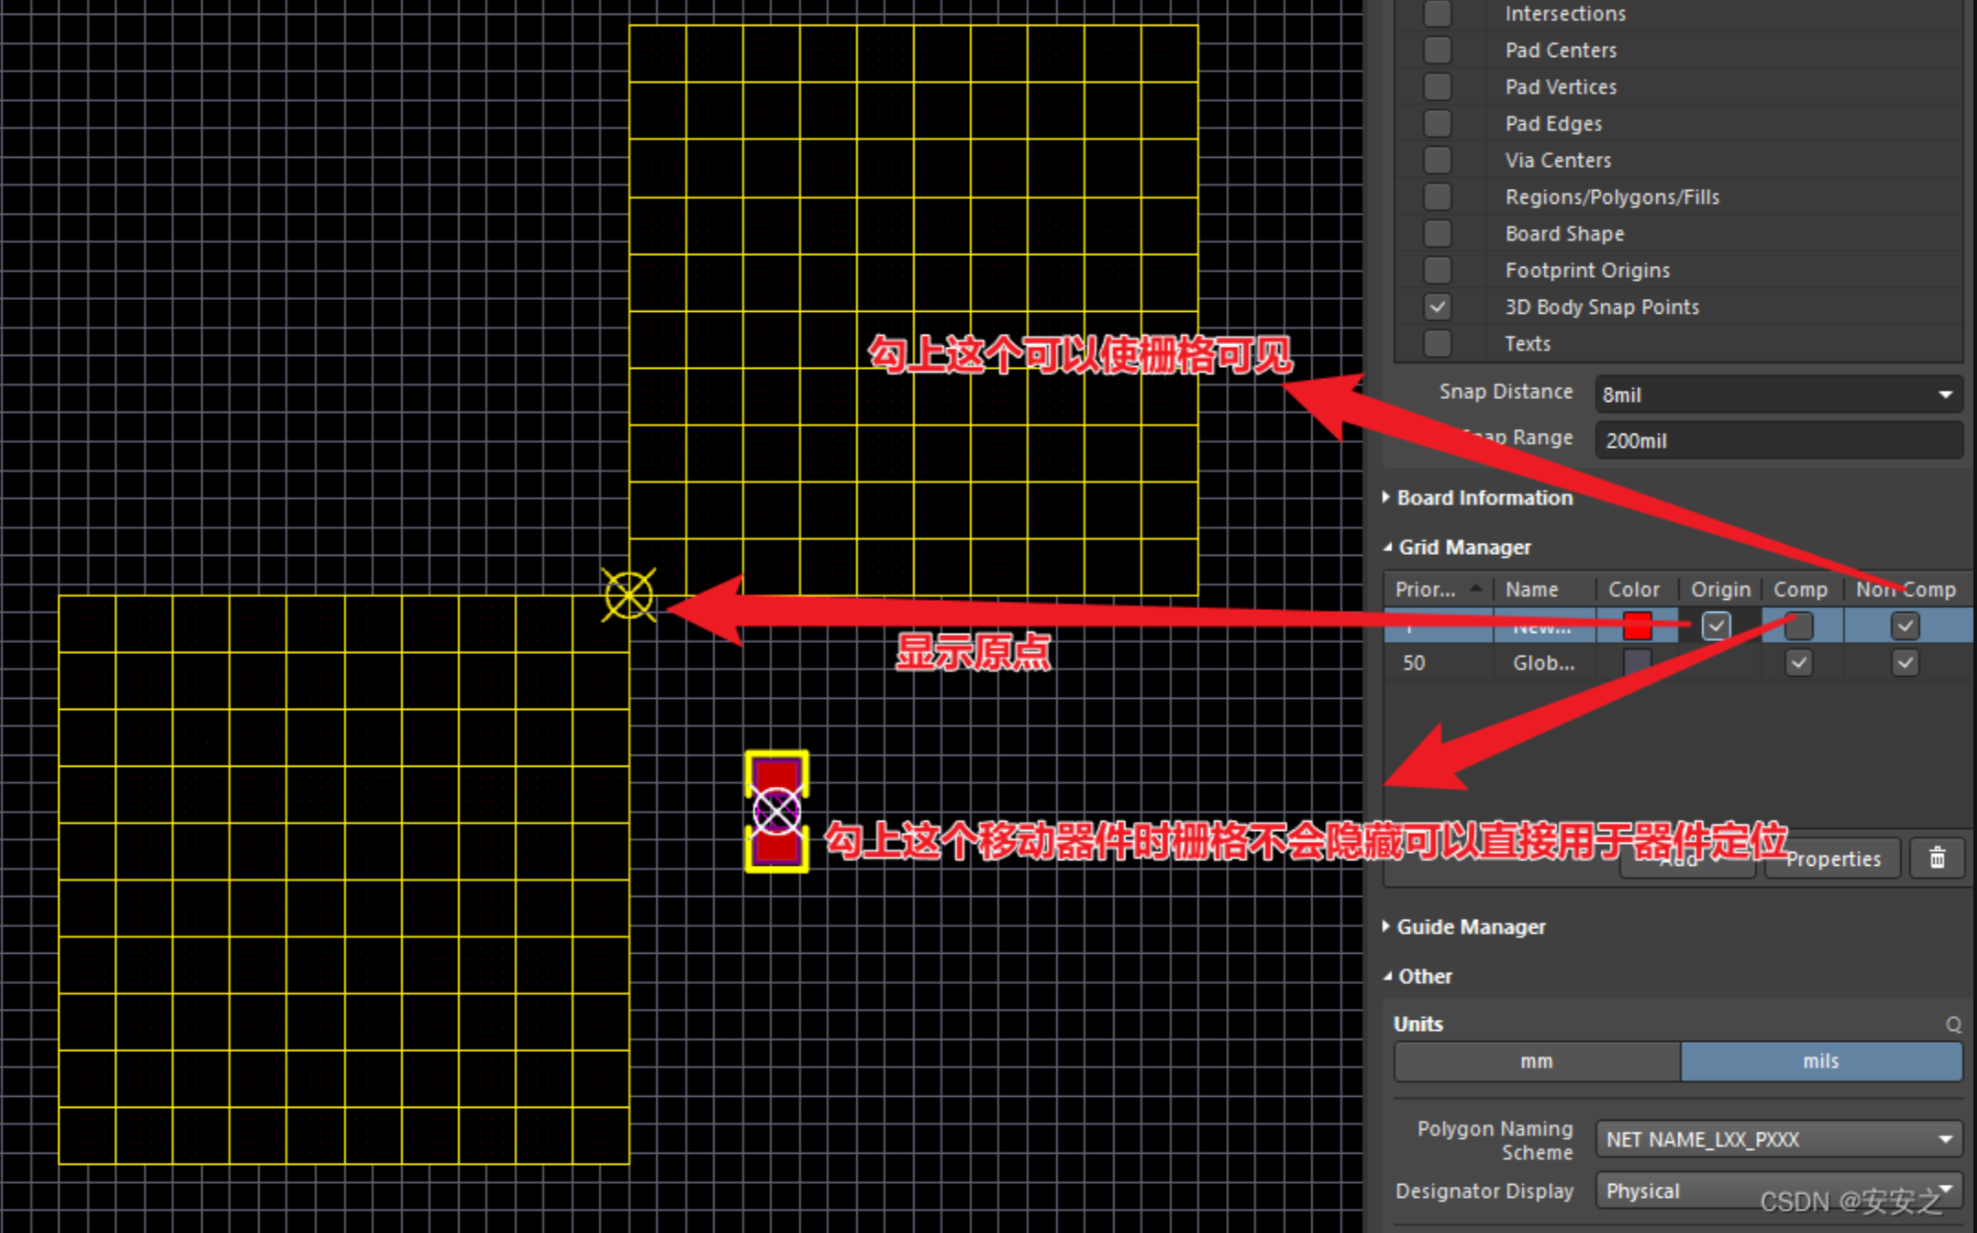 Intersections
Pad Centers
Pad Vertices
Pad Edges
Via Centers
Regions/Polygons/Fills
Board Shape
Footprint Origins
3D Body Snap Points
Texts
勾上这个可以使栅格可见
Snap Distance 8mil
Range 200mil
Board Information
Grid Manager
Prior... Name Color Origin Comp Non Comp
1 New...
50 Glob...
显示原点
勾上这个移动器件时栅格不会隐藏可以直接用于器件定位
Add Properties
Guide Manager
Other
Units Q
mm mils
Polygon Naming Scheme NET NAME_LXX_PXXX
Designator Display Physical
CSDN @安安之